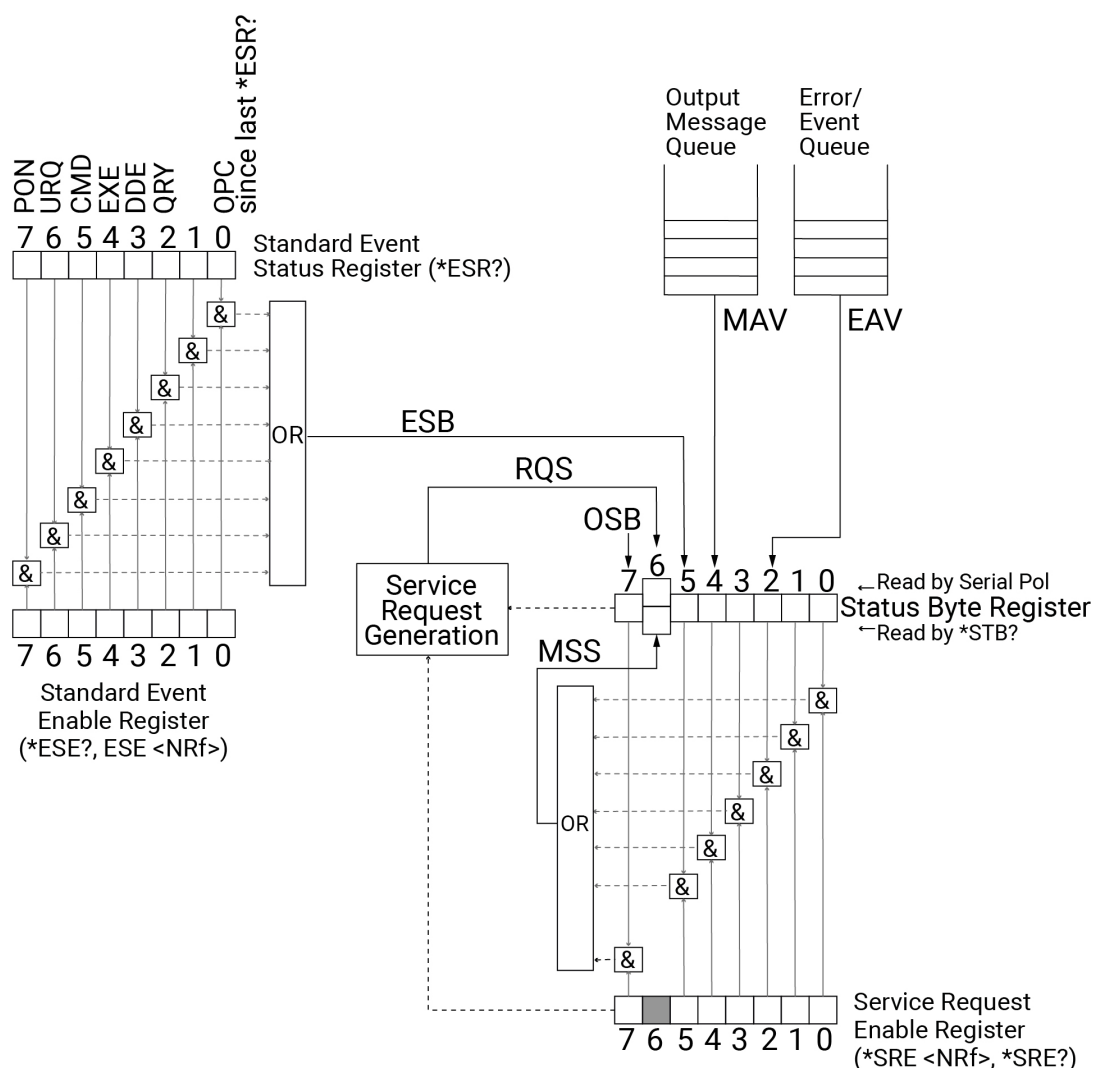 PON
URQ
CMD
EXE
DDE
QRY
OPC
since last *ESR?
7 6 5 4 3 2 1 0
Standard Event
Status Register (*ESR?)
Output
Message
Queue
Error/
Event
Queue
MAV
EAV
&
&
&
&
&
&
&
&
OR
ESB
RQS
OSB
7 6 5 4 3 2 1 0
Service
Request
Generation
←Read by Serial Pol
Status Byte Register
←Read by *STB?
7 6 5 4 3 2 1 0
Standard Event
Enable Register
(*ESE?, ESE <NRf>)
MSS
&
&
&
&
&
&
&
OR
7 6 5 4 3 2 1 0
Service Request
Enable Register
(*SRE <NRf>, *SRE?)